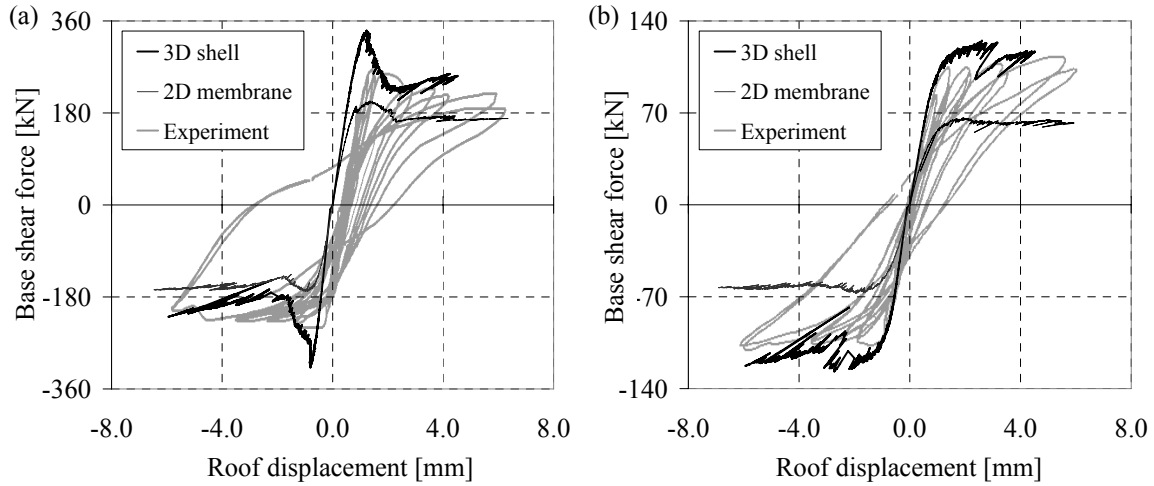 (a)
360
180
0
-180
-360
Base shear force [kN]
3D shell
2D membrane
Experiment
-8.0 -4.0 0.0 4.0 8.0
Roof displacement [mm]
(b)
140
70
0
-70
-140
Base shear force [kN]
3D shell
2D membrane
Experiment
-8.0 -4.0 0.0 4.0 8.0
Roof displacement [mm]